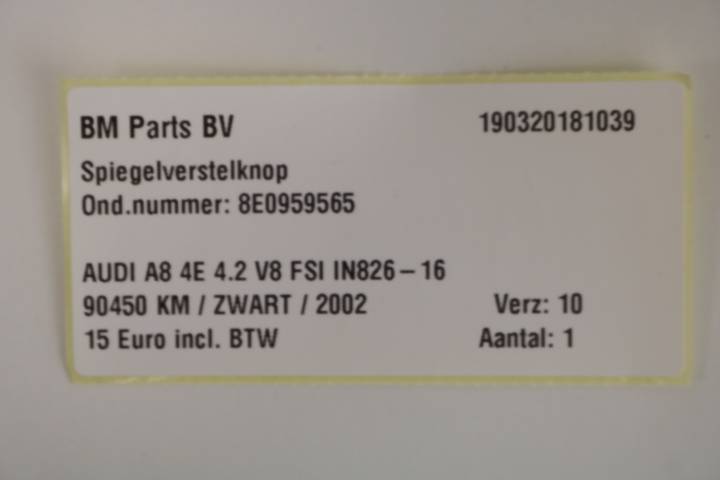 BM Parts BV 190320181039
Spiegelverstelknop
Ond.nummer: 8E0959565
AUDI A8 4E 4.2 V8 FSI IN826-16
90450 KM / ZWART / 2002 Verz: 10
15 Euro incl. BTW Aantal: 1